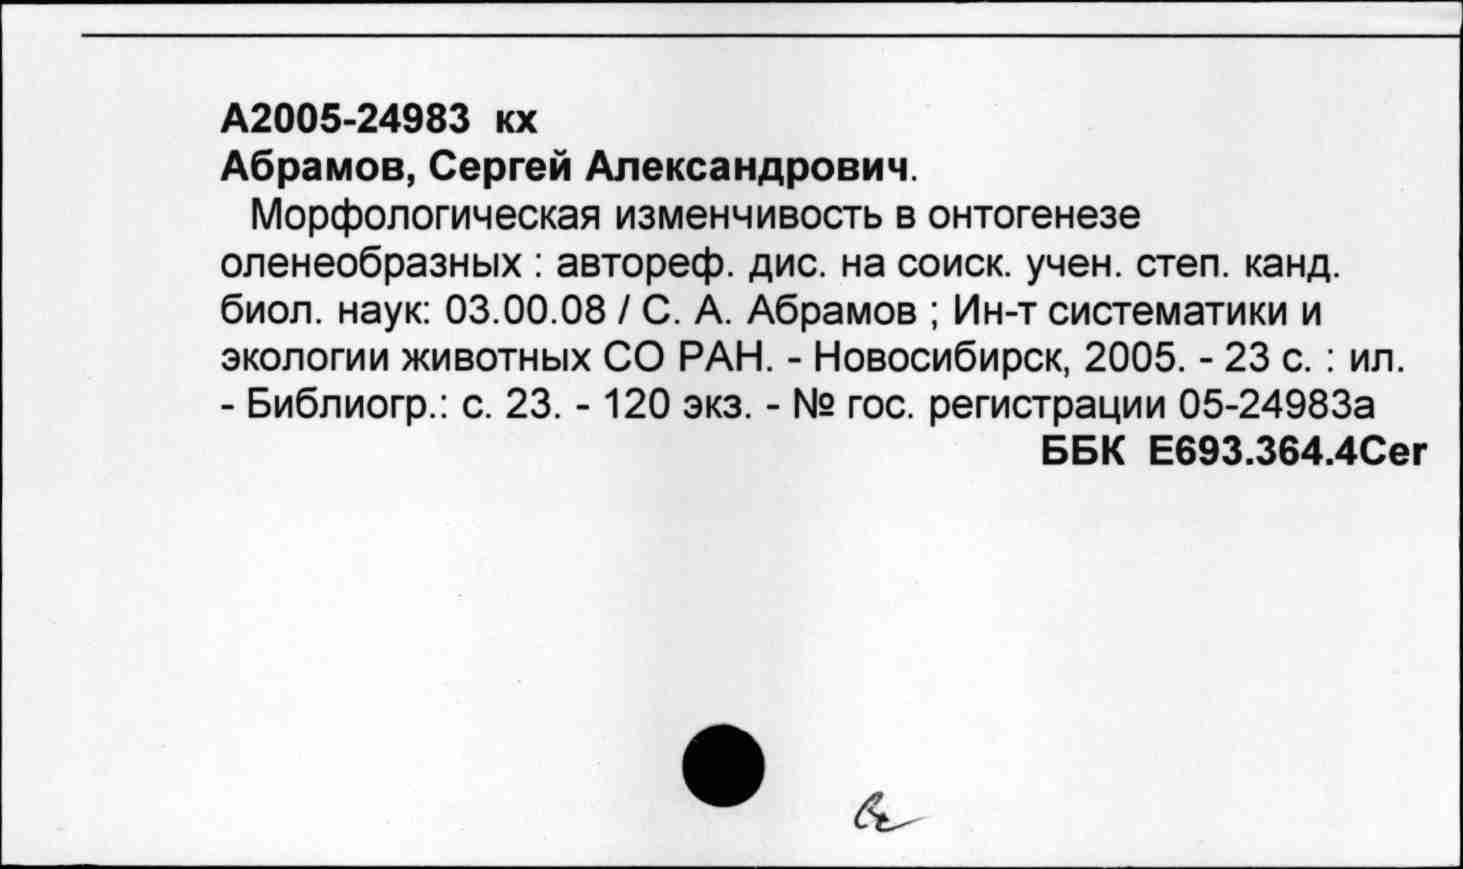 А2005-24983 кх
Абрамов, Сергей Александрович.
Морфологическая изменчивость в онтогенезе
оленеобразных : автореф. дис. на соиск. учен. степ. канд.
биол. наук: 03.00.08 / С. А. Абрамов ; Ин-т систематики и
экологии животных СО РАН. - Новосибирск, 2005. - 23 с. : ил.
- Библиогр.: с. 23. - 120 экз. - № гос. регистрации 05-24983а
ББК Е693.364.4Cer